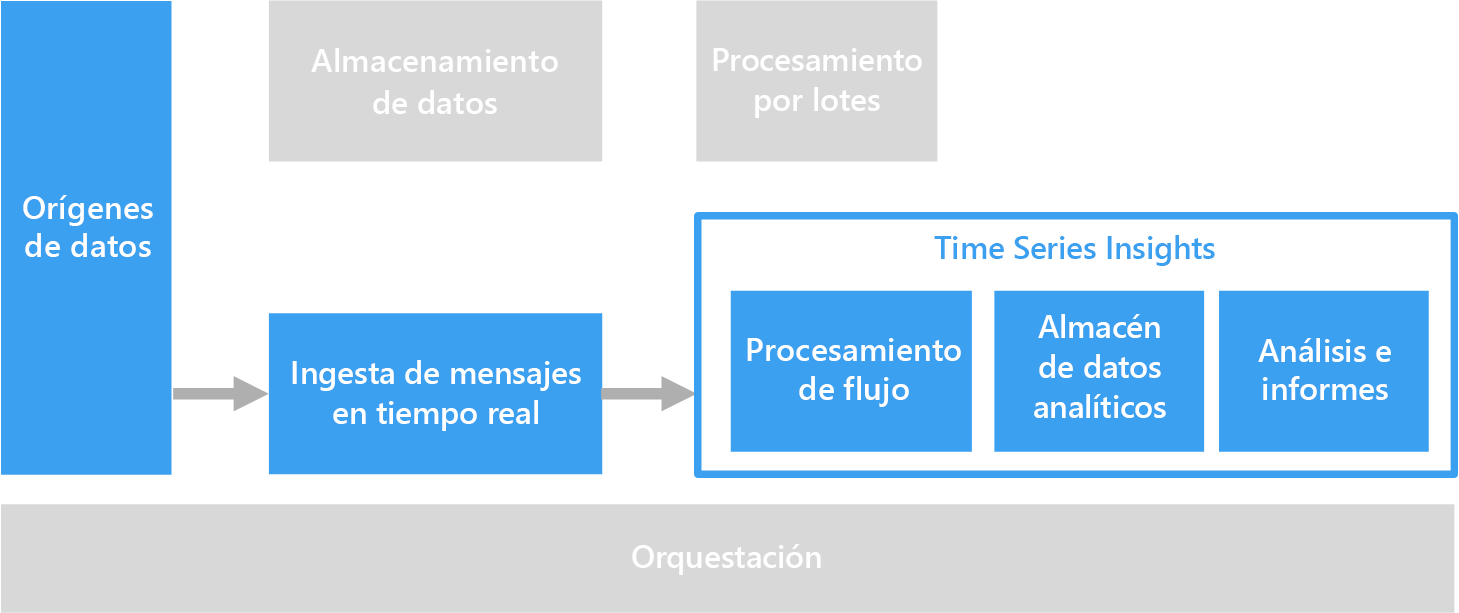 Almacenamiento
de datos
Procesamiento
por lotes
Orígenes
de datos
Time Series Insights
Ingesta de mensajes
en tiempo real
Procesamiento
de flujo
Almacén
de datos
analíticos
Análisis e
informes
Orquestación